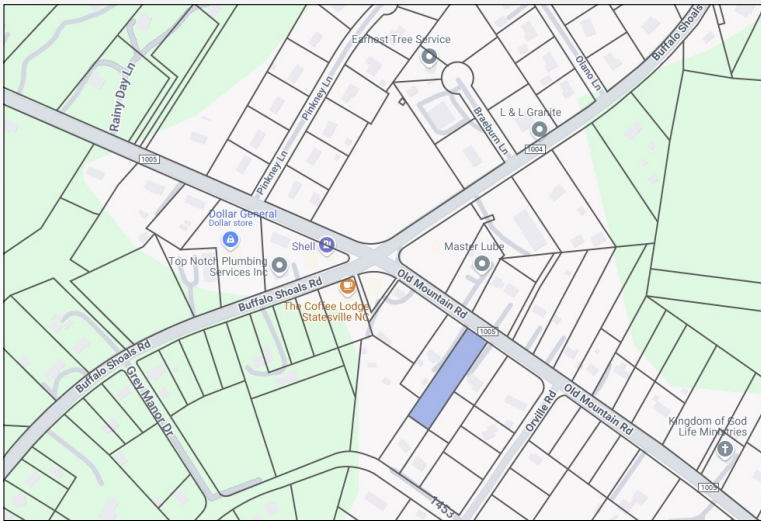 Earnest Tree Service
Buffalo Shoals
Olano Ln
Rainy Day Ln
Pinkney Ln
L & L Granite
Braeburn Ln
1004
1005
Pinkney Ln
Dollar General
Dollar store
Shell
Master Lube
Top Notch Plumbing
Services Inc
Buffalo Shoals Rd
The Coffee Lodge
Statesville NC
Old Mountain Rd
1005
Buffalo Shoals Rd
Grey Manor Dr
Orville Rd
Old Mountain Rd
Kingdom of God
Life Ministries
1005
1453